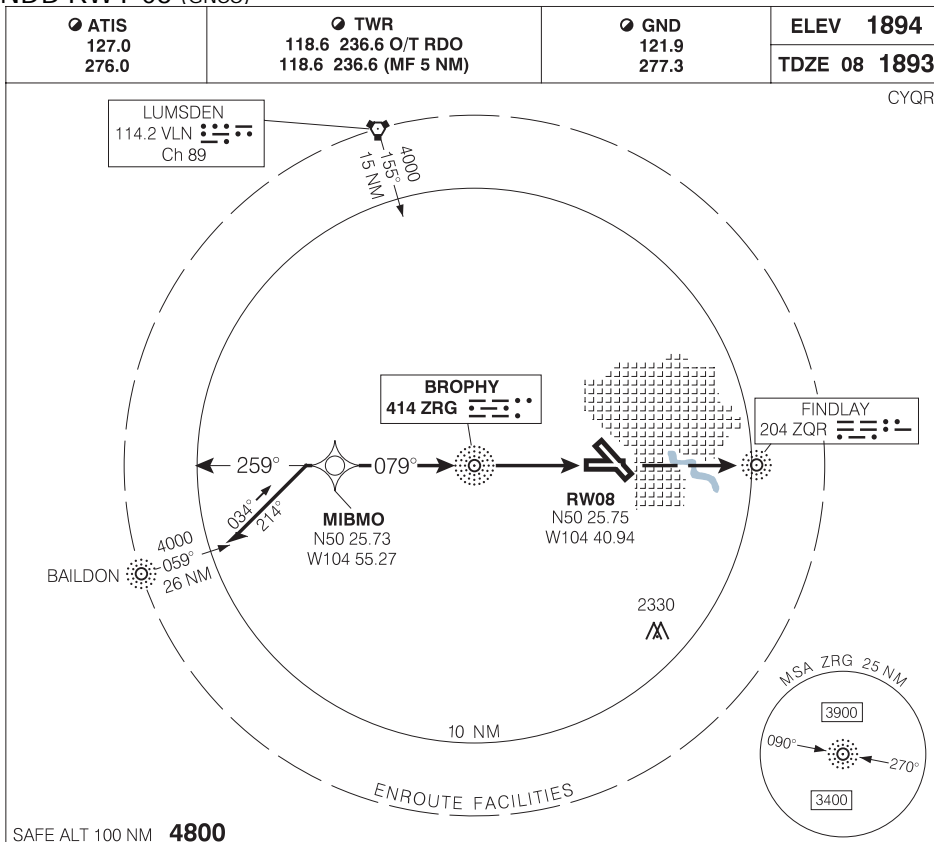 NDB RWY 08 (GNSS)
ATIS
127.0
276.0
TWR
118.6 236.6 O/T RDO
118.6 236.6 (MF 5 NM)
GND
121.9
277.3
ELEV 1894
TDZE 08 1893
CYQR
LUMSDEN
114.2 VLN
Ch 89
4000
155°
15 NM
BROPHY
414 ZRG
FINDLAY
204 ZQR
259°
079°
034°
214°
MIBMO
N50 25.73
W104 55.27
RW08
N50 25.75
W104 40.94
BAILDON
4000
059°
26 NM
2330
10 NM
ENROUTE FACILITIES
MSA ZRG 25 NM
3900
090°
270°
3400
SAFE ALT 100 NM 4800